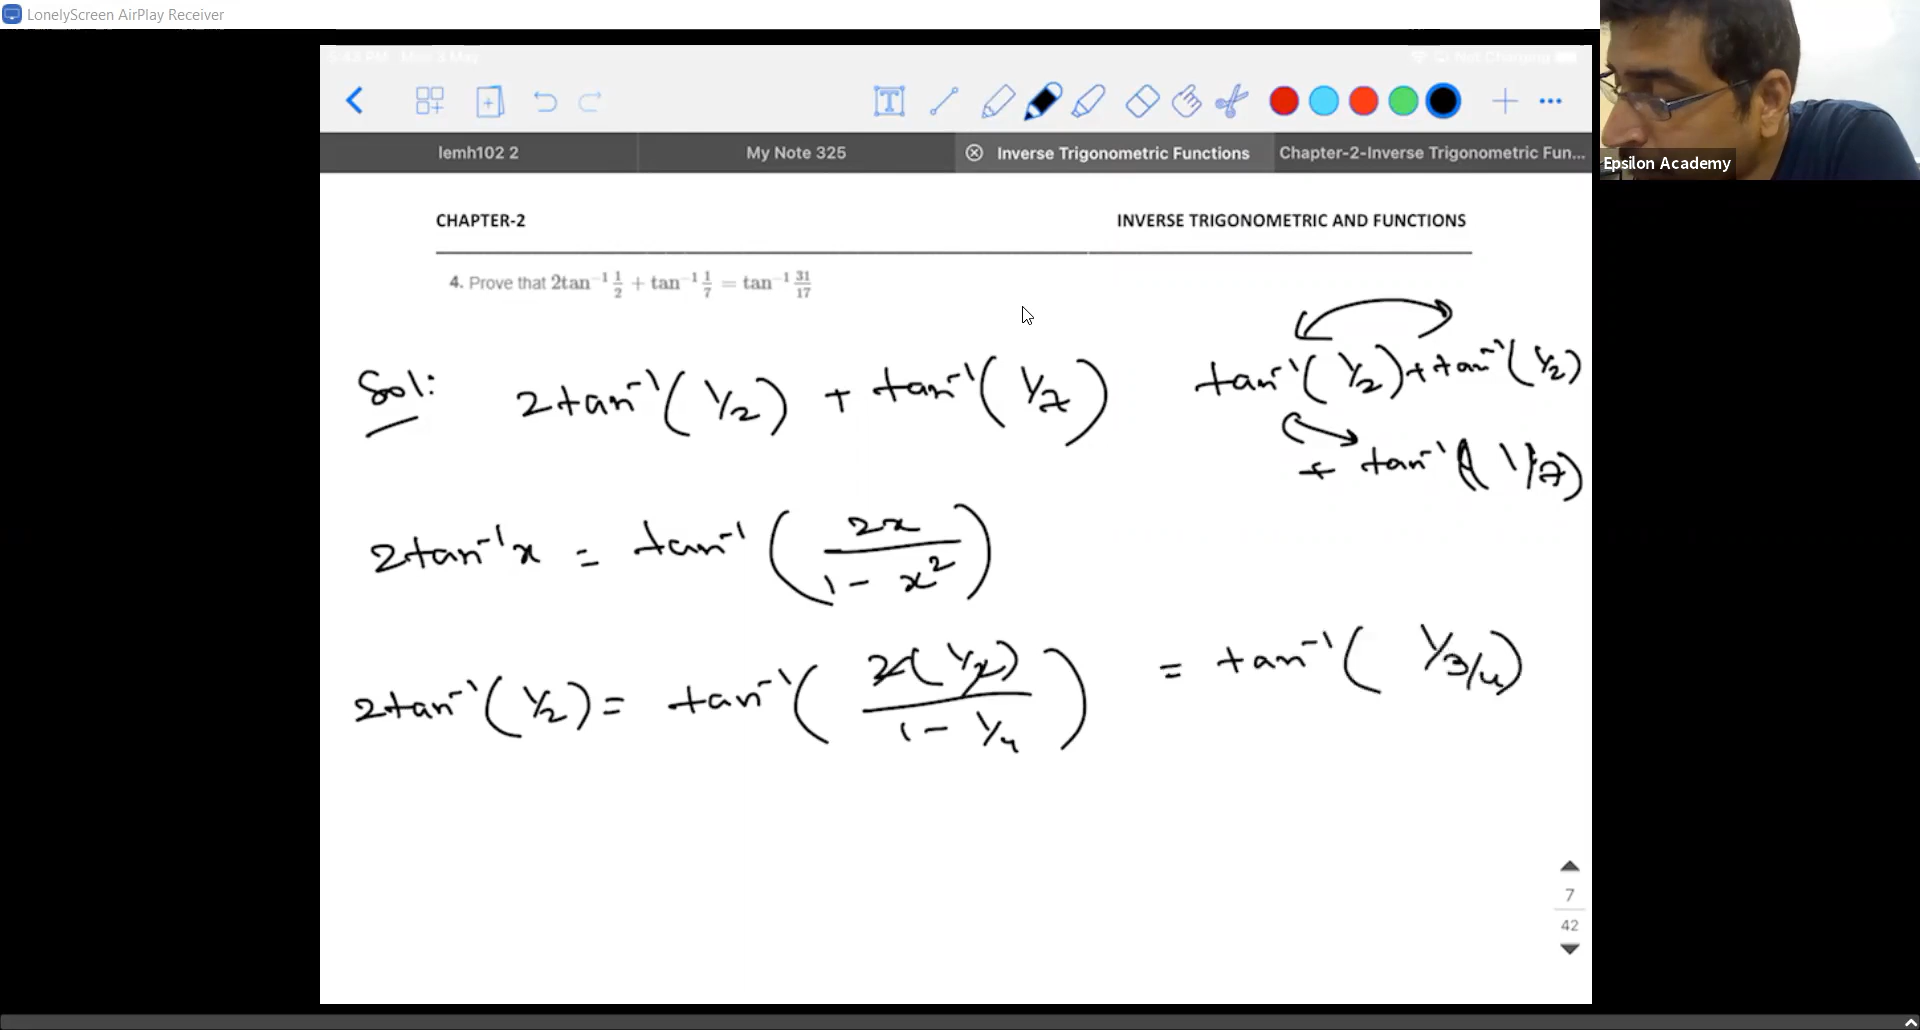 LonelyScreen AirPlay Receiver
lemh102 2
My Note 325
Inverse Trigonometric Functions
Chapter-2-Inverse Trigonometric Fun...
Epsilon Academy
CHAPTER-2 INVERSE TRIGONOMETRIC AND FUNCTIONS
4. Prove that 2tan⁻¹ 1/2 + tan⁻¹ 1/7 = tan⁻¹ 31/17
Sol: 2tan⁻¹(1/2) + tan⁻¹(1/7)
tan⁻¹(1/2) + tan⁻¹(1/2)
+ tan⁻¹(1/7)
2tan⁻¹x = tan⁻¹(2x/(1 - x²))
2tan⁻¹(1/2) = tan⁻¹(2(1/2)/(1 - 1/4)) = tan⁻¹(1/3/4)
7
42